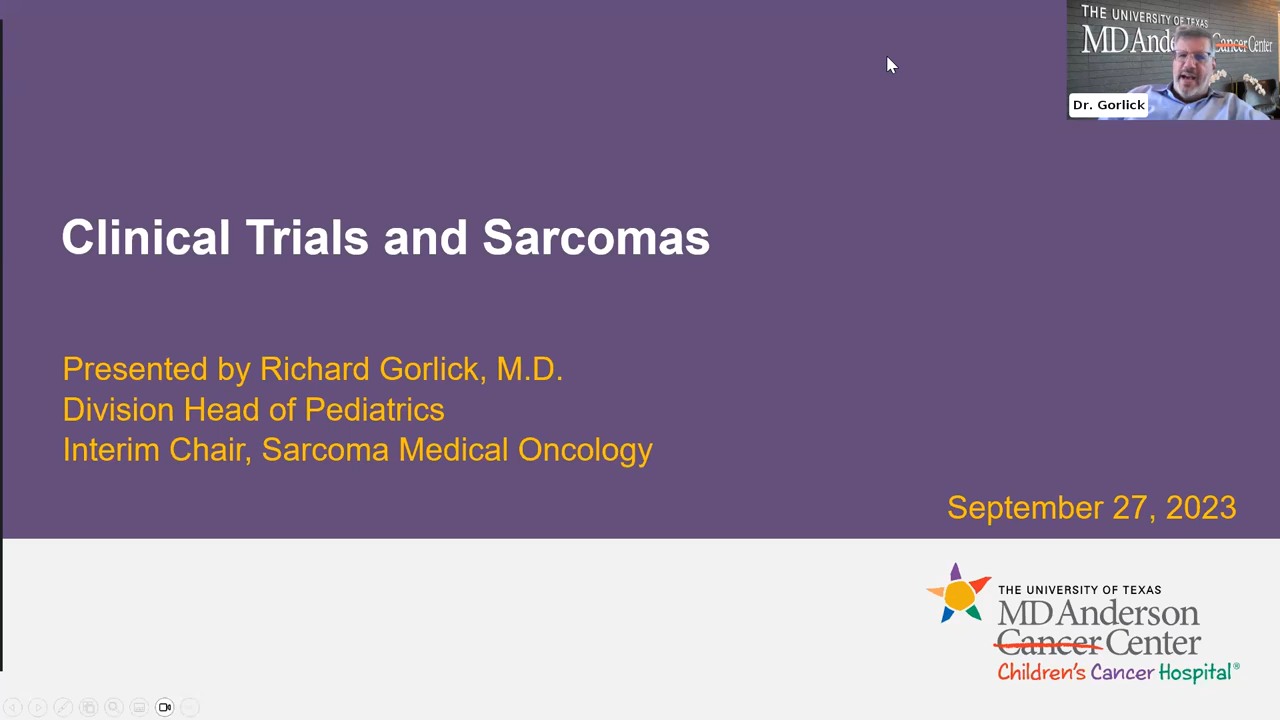 THE UNIVERSITY OF TEXAS
MD Anderson Cancer Center
Dr. Gorlick
Clinical Trials and Sarcomas
Presented by Richard Gorlick, M.D.
Division Head of Pediatrics
Interim Chair, Sarcoma Medical Oncology
September 27, 2023
THE UNIVERSITY OF TEXAS
MD Anderson
Cancer Center
Children's Cancer Hospital®